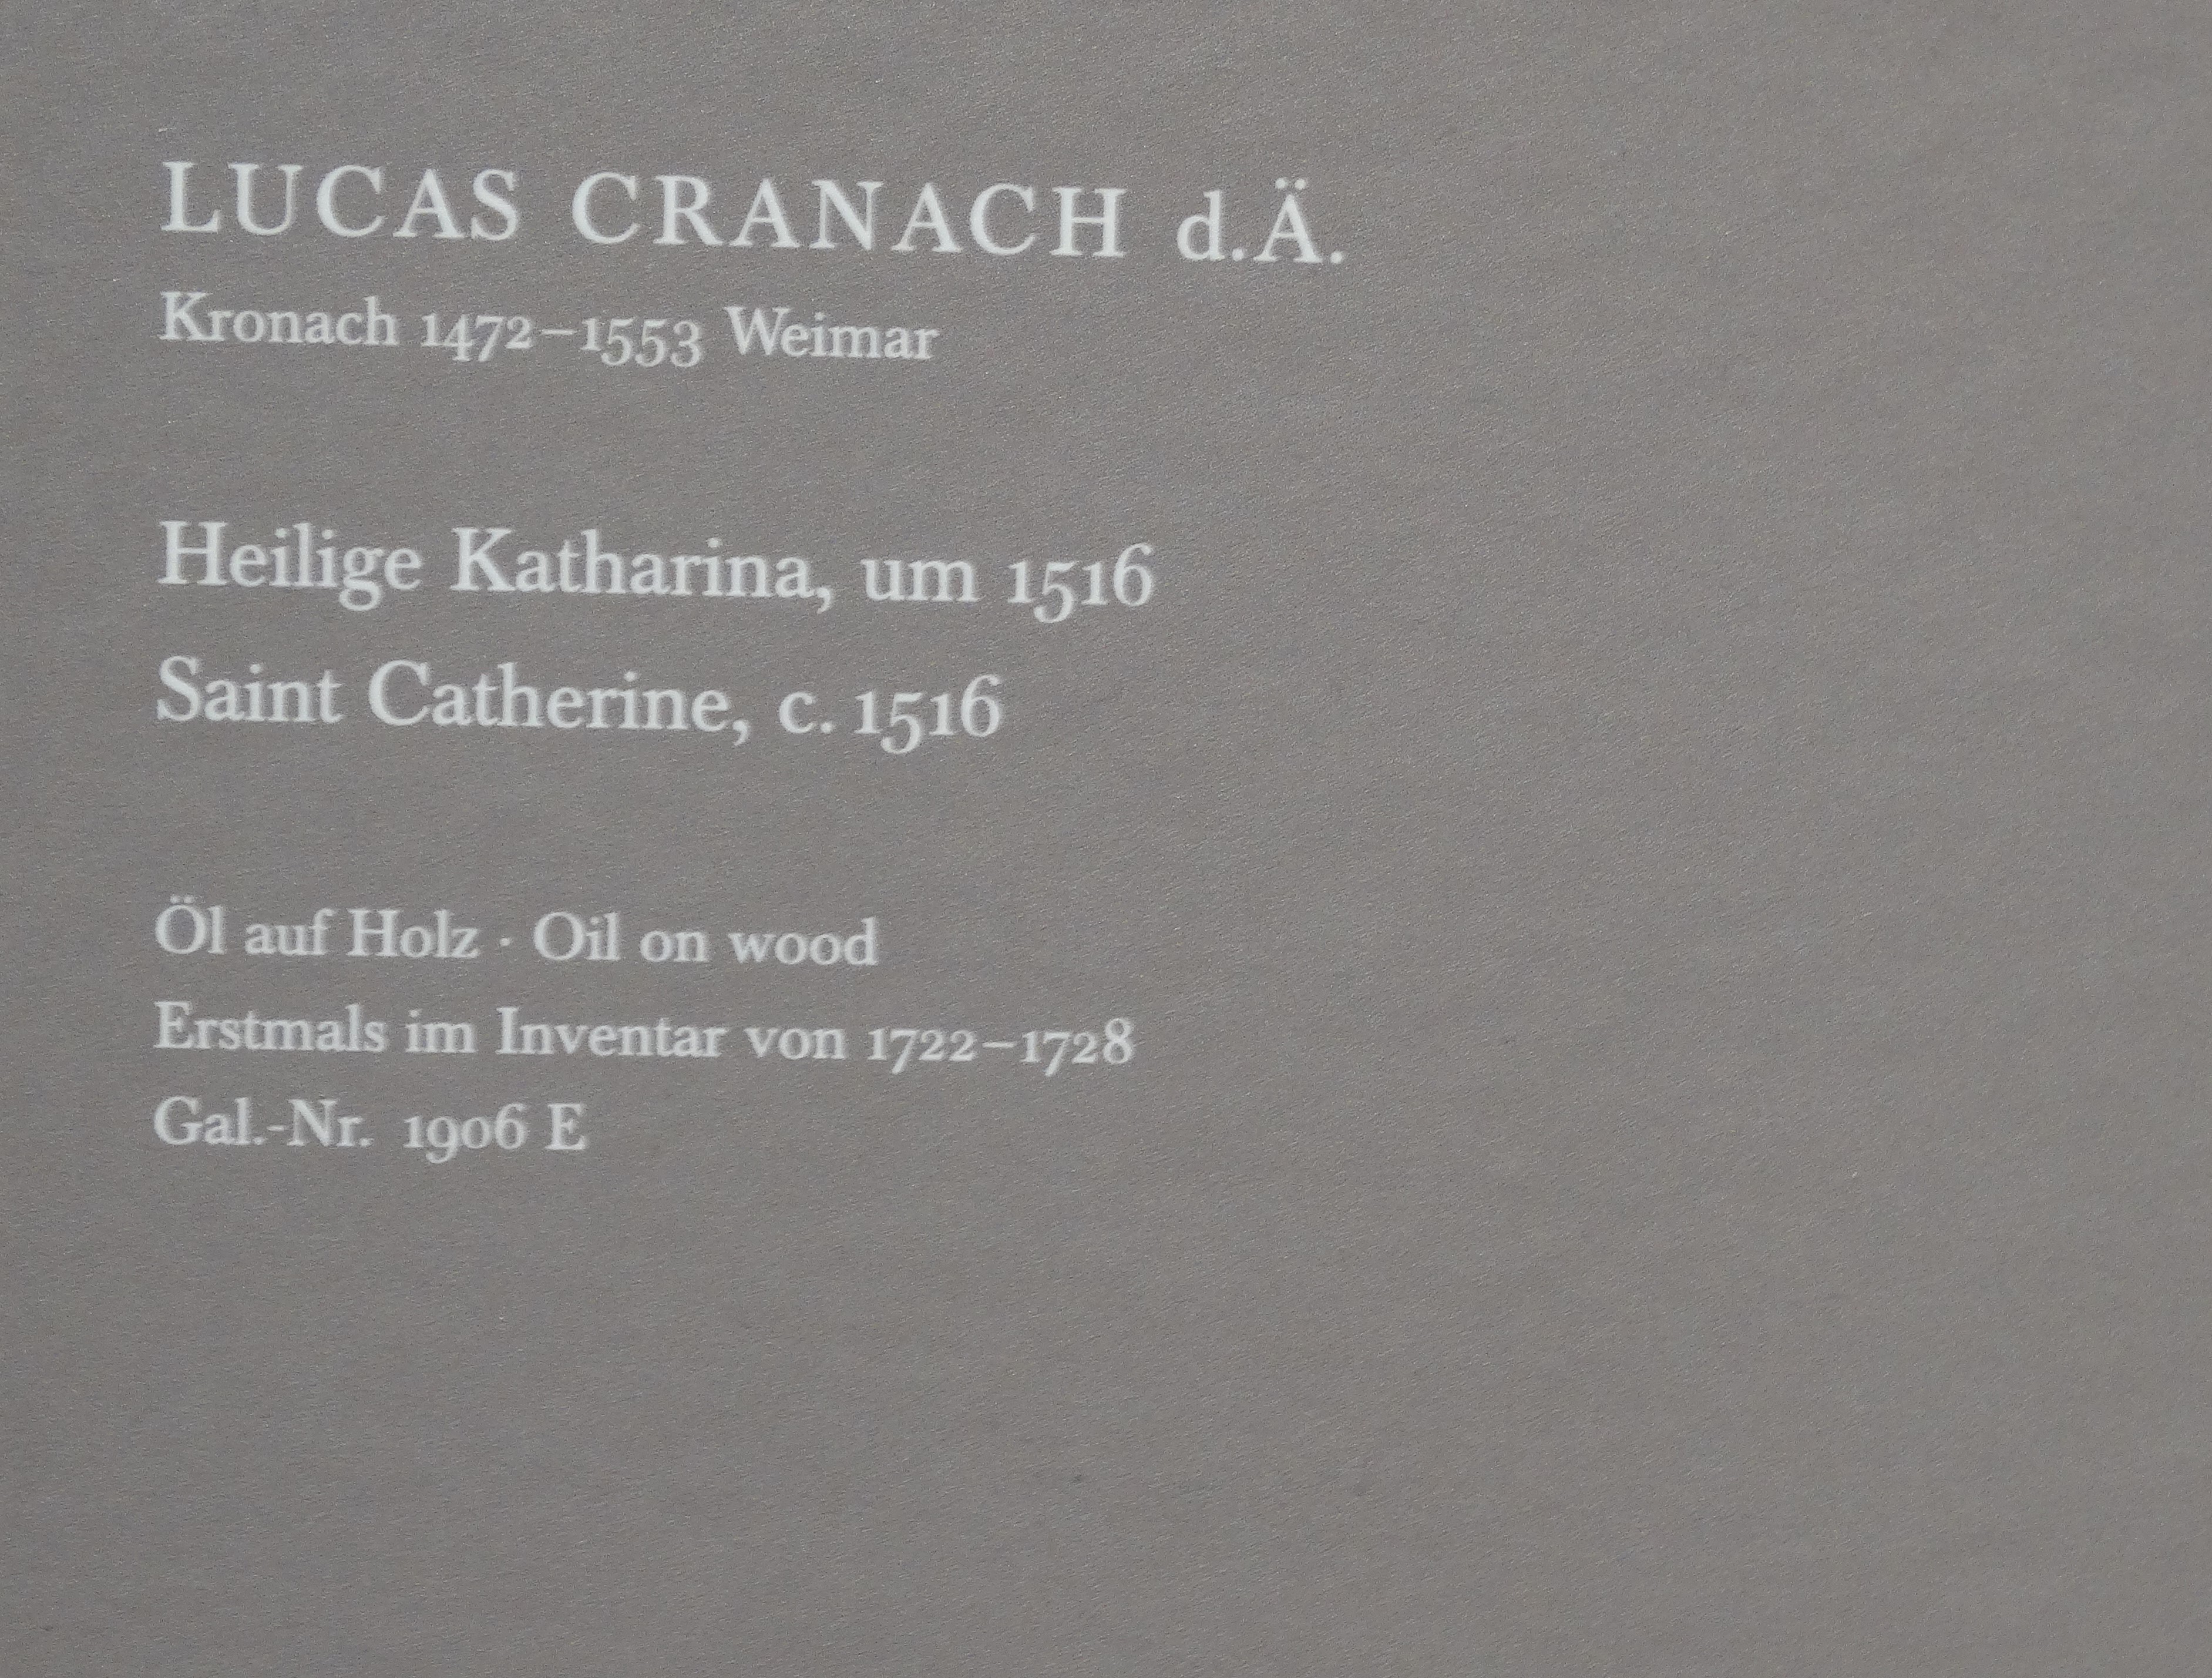 LUCAS CRANACH d.Ä.
Kronach 1472–1553 Weimar
Heilige Katharina, um 1516
Saint Catherine, c. 1516
Öl auf Holz · Oil on wood
Erstmals im Inventar von 1722–1728
Gal.-Nr. 1906 E